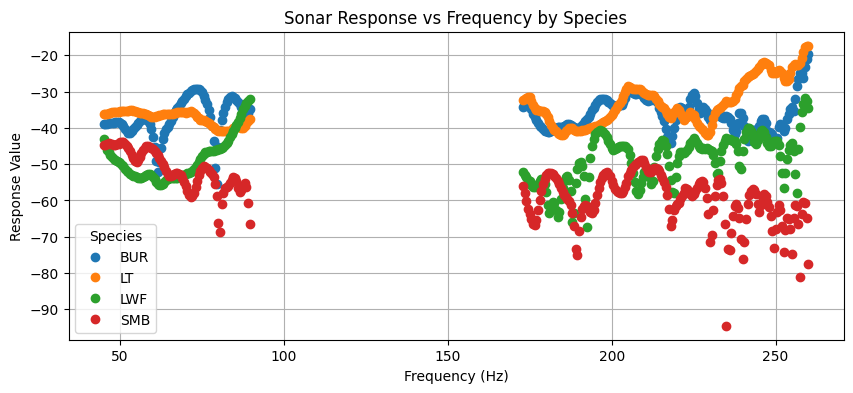 Sonar Response vs Frequency by Species
Response Value
−20
−30
−40
−50
−60
−70
−80
−90
Species
BUR
LT
LWF
SMB
50
100
150
200
250
Frequency (Hz)